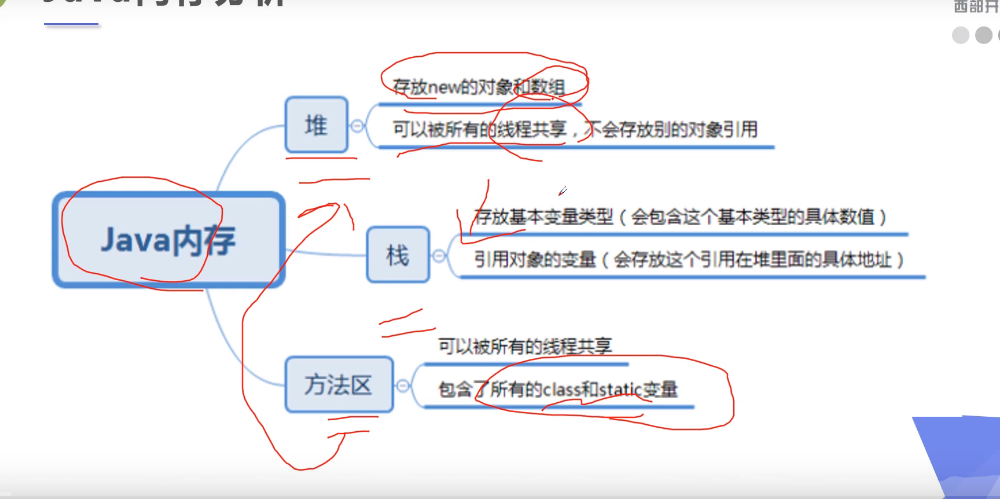 Java内存分析
西部开
存放new的对象和数组
堆
可以被所有的线程共享，不会存放别的对象引用
存放基本变量类型（会包含这个基本类型的具体数值）
Java内存
栈
引用对象的变量（会存放这个引用在堆里面的具体地址）
可以被所有的线程共享
方法区
包含了所有的class和static变量